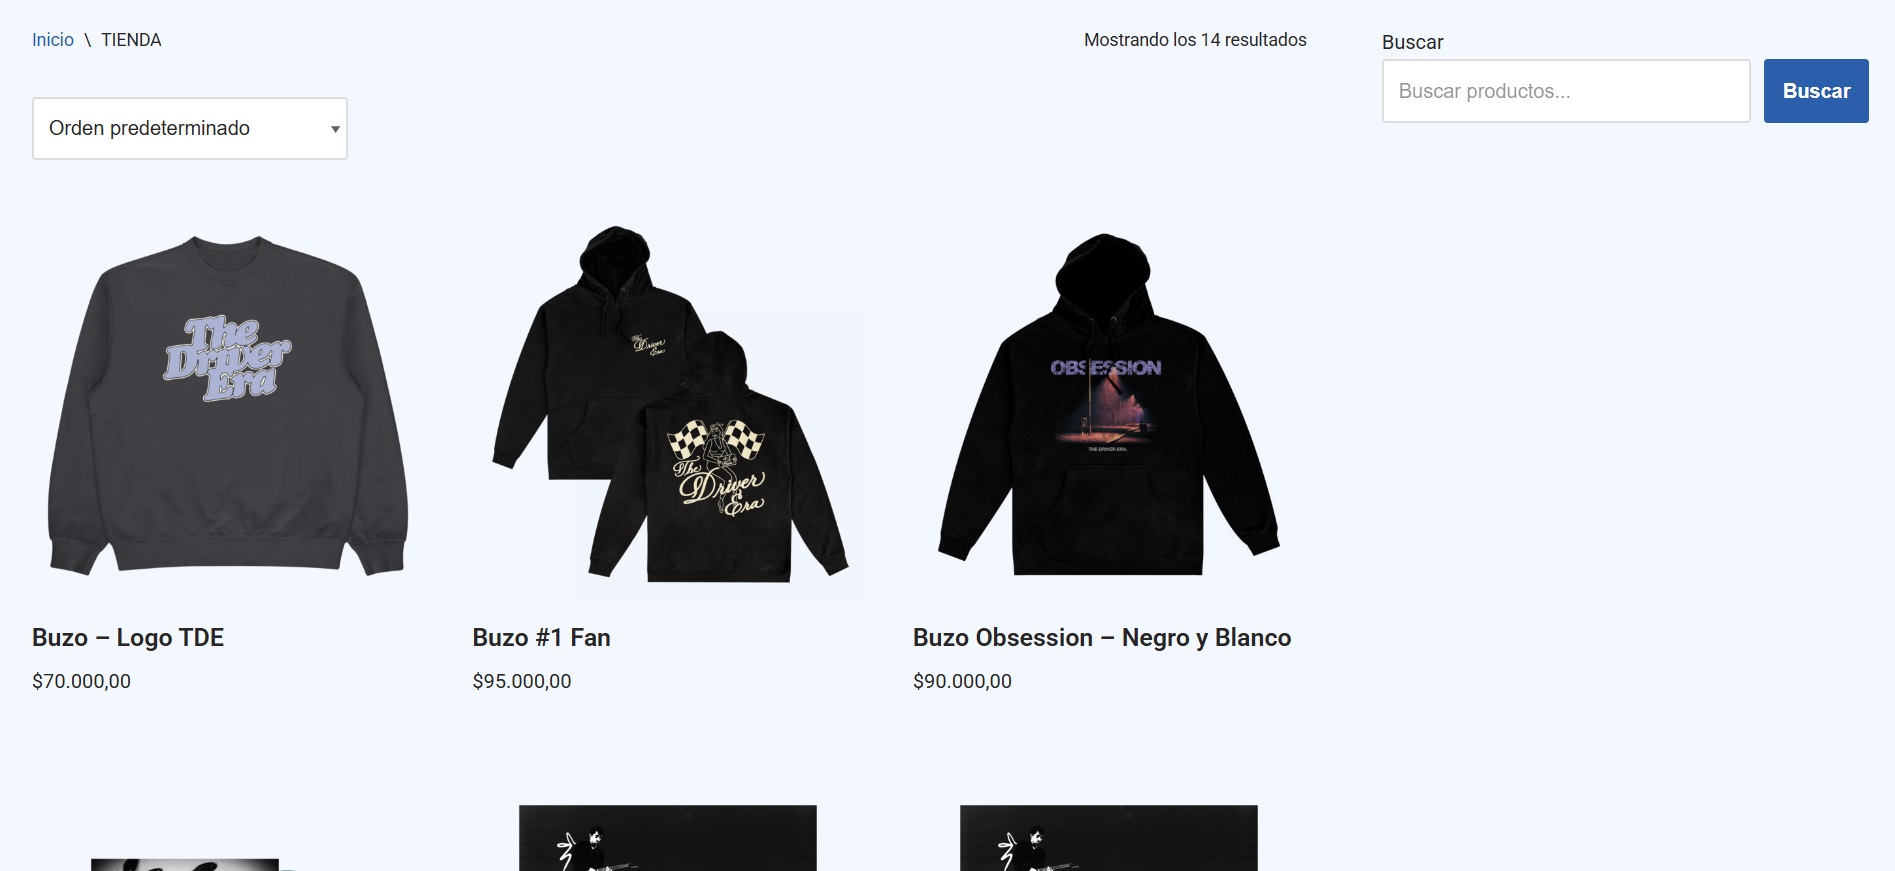 Inicio \ TIENDA
Mostrando los 14 resultados
Buscar
Buscar productos...
Buscar
Orden predeterminado
The
Driver
Era
The
Driver
Era
The
Driver
Era
OBSESSION
THE DRIVER ERA.
Buzo – Logo TDE
Buzo #1 Fan
Buzo Obsession – Negro y Blanco
$70.000,00
$95.000,00
$90.000,00